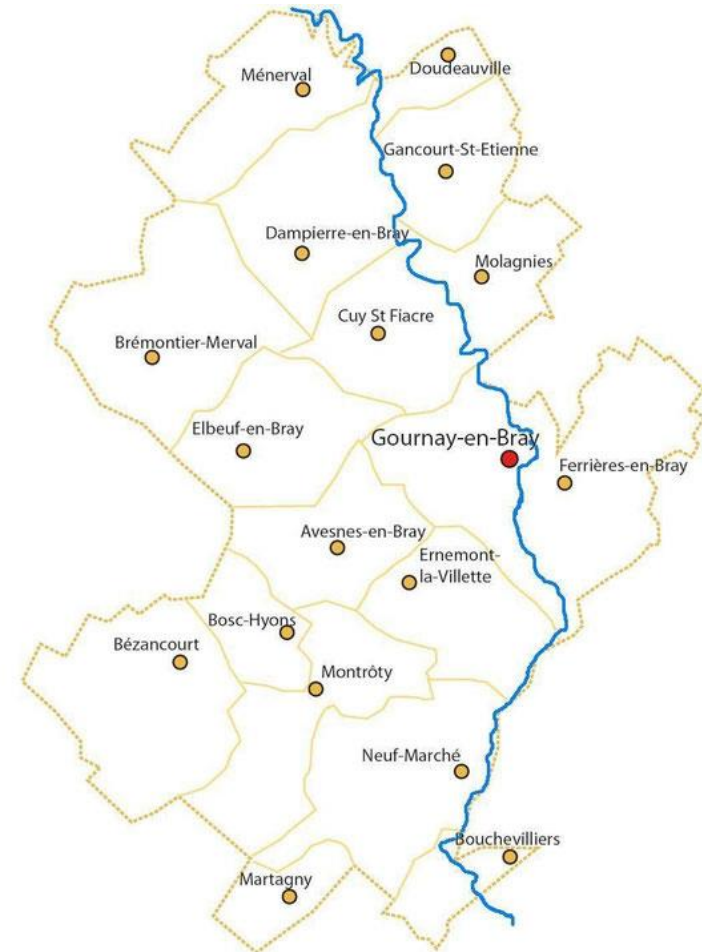 Doudeauville
Ménerval
Gancourt-St-Etienne
Dampierre-en-Bray
Molagnies
Cuy St Fiacre
Brémontier-Merval
Elbeuf-en-Bray
Gournay-en-Bray
Ferrières-en-Bray
Avesnes-en-Bray
Ernemont-
la-Villette
Bosc-Hyons
Bézancourt
Montrôty
Neuf-Marché
Bouchevilliers
Martagny